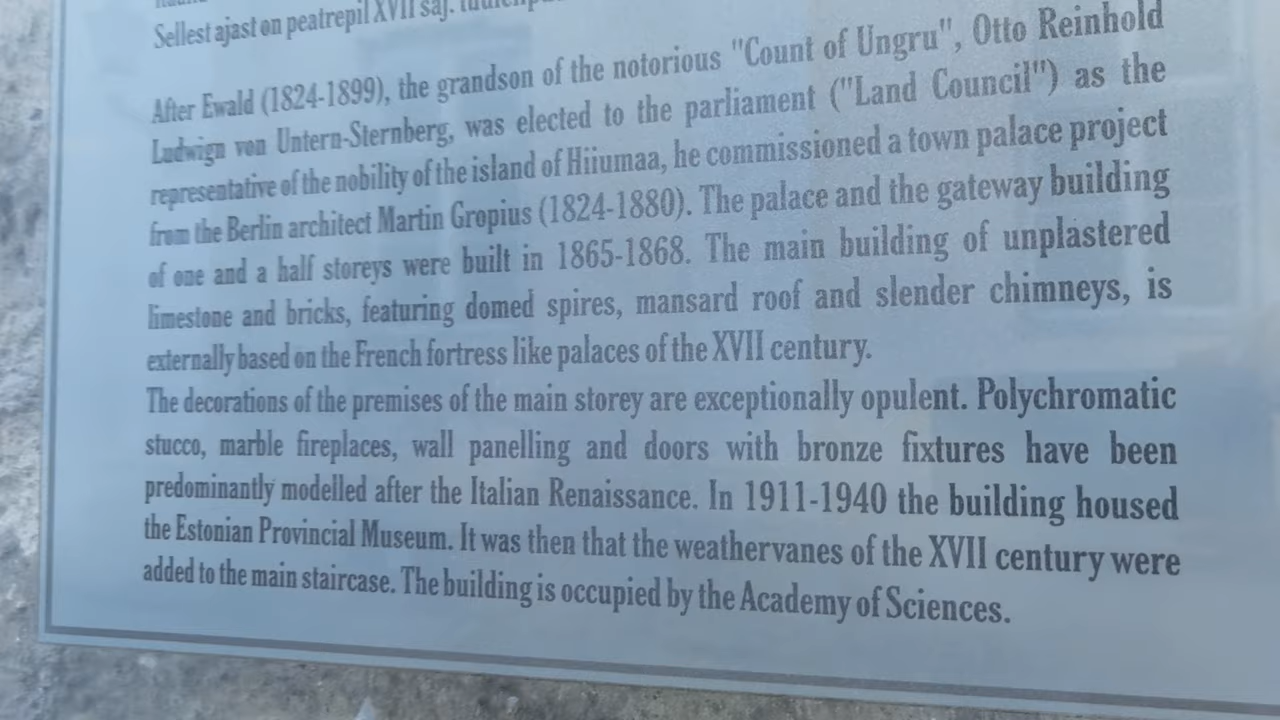 Sellest ajast on peatrepil XVII saj.
After Ewald (1824-1899), the grandson of the notorious "Count of Ungru", Otto Reinhold
Ludwign von Untern-Sternberg, was elected to the parliament ("Land Council") as the
representative of the nobility of the island of Hiiumaa, he commissioned a town palace project
from the Berlin architect Martin Gropius (1824-1880). The palace and the gateway building
of one and a half storeys were built in 1865-1868. The main building of unplastered
limestone and bricks, featuring domed spires, mansard roof and slender chimneys, is
externally based on the French fortress like palaces of the XVII century.
The decorations of the premises of the main storey are exceptionally opulent. Polychromatic
stucco, marble fireplaces, wall panelling and doors with bronze fixtures have been
predominantly modelled after the Italian Renaissance. In 1911-1940 the building housed
the Estonian Provincial Museum. It was then that the weathervanes of the XVII century were
added to the main staircase. The building is occupied by the Academy of Sciences.